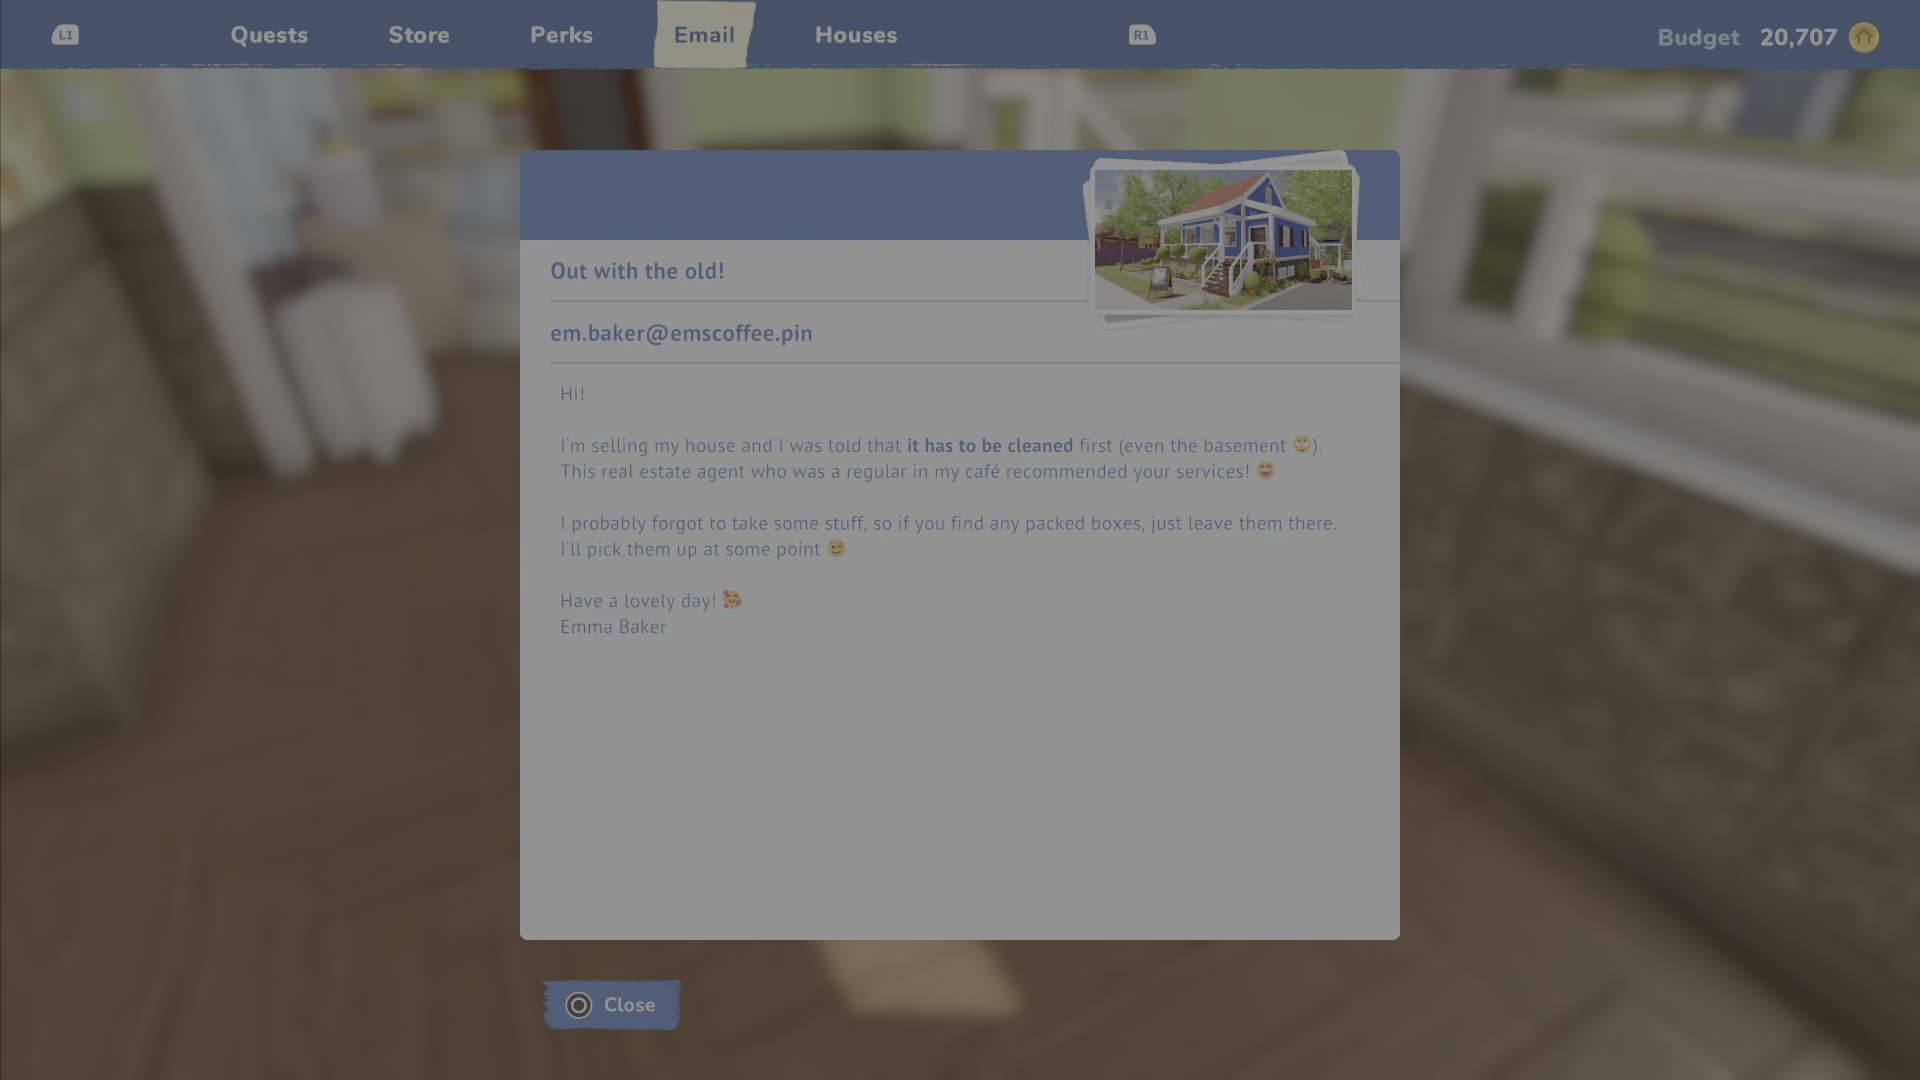 L1
Quests
Store
Perks
Email
Houses
R1
Budget 20,707
Out with the old!
em.baker@emscoffee.pin
Hi!
I'm selling my house and I was told that it has to be cleaned first (even the basement 🙄).
This real estate agent who was a regular in my café recommended your services! 😄
I probably forgot to take some stuff, so if you find any packed boxes, just leave them there.
I'll pick them up at some point 😉
Have a lovely day! 🥰
Emma Baker
Close